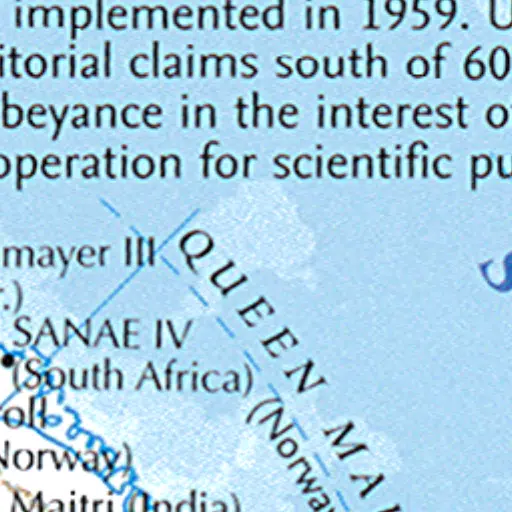 implemented in 1959. U
itorial claims south of 60
beyance in the interest o
operation for scientific pu
mayer III
r.)
SANAE IV
(South Africa)
oll
Norway)
Maitri (India)
QUEEN MA
(Norway
S